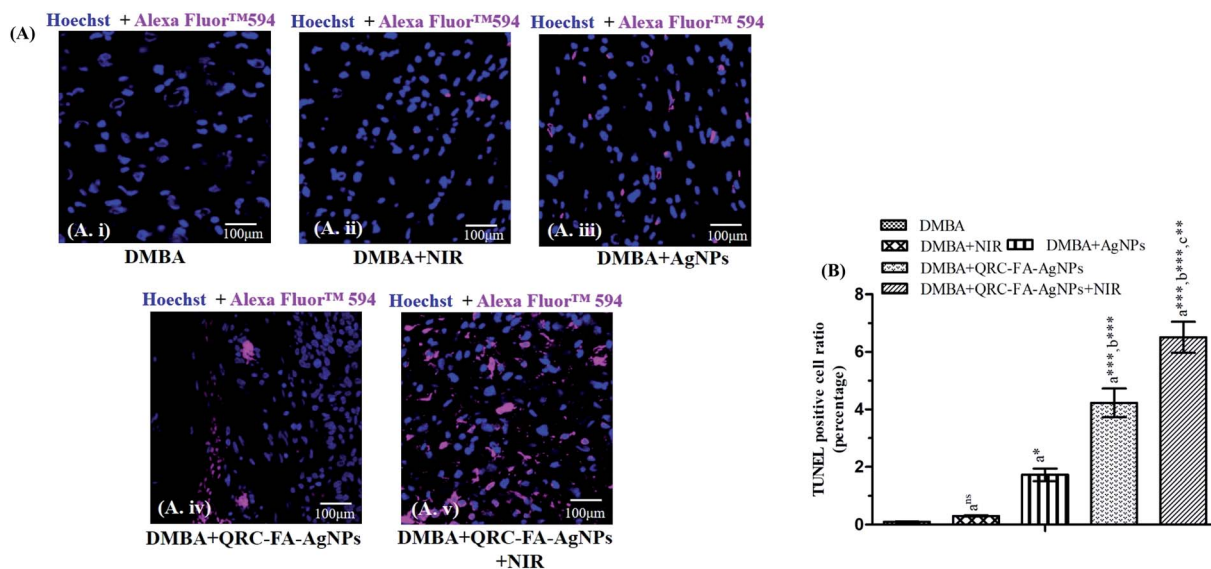 (A)
Hoechst + Alexa Fluor™594
(A. i)
100μm
DMBA
Hoechst + Alexa Fluor™594
(A. ii)
100μm
DMBA+NIR
Hoechst + Alexa Fluor™594
(A. iii)
100μm
DMBA+AgNPs
Hoechst + Alexa Fluor™ 594
(A. iv)
100μm
DMBA+QRC-FA-AgNPs
Hoechst + Alexa Fluor™ 594
(A. v)
100μm
DMBA+QRC-FA-AgNPs
+NIR
(B)
DMBA
DMBA+NIR
DMBA+AgNPs
DMBA+QRC-FA-AgNPs
DMBA+QRC-FA-AgNPs+NIR
TUNEL positive cell ratio
(percentage)
8
6
4
2
0
aⁿˢ
a*
a***,b***
a***,b***,c**